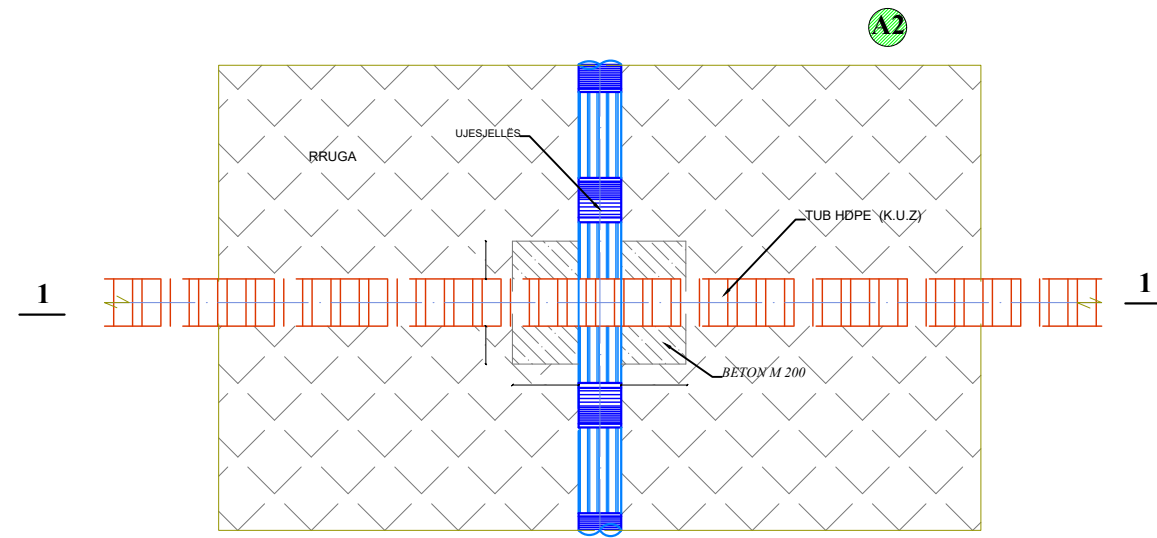 A2
UJESJELLËS
RRUGA
TUB HDPE (K.U.Z)
1
1
BETON M 200